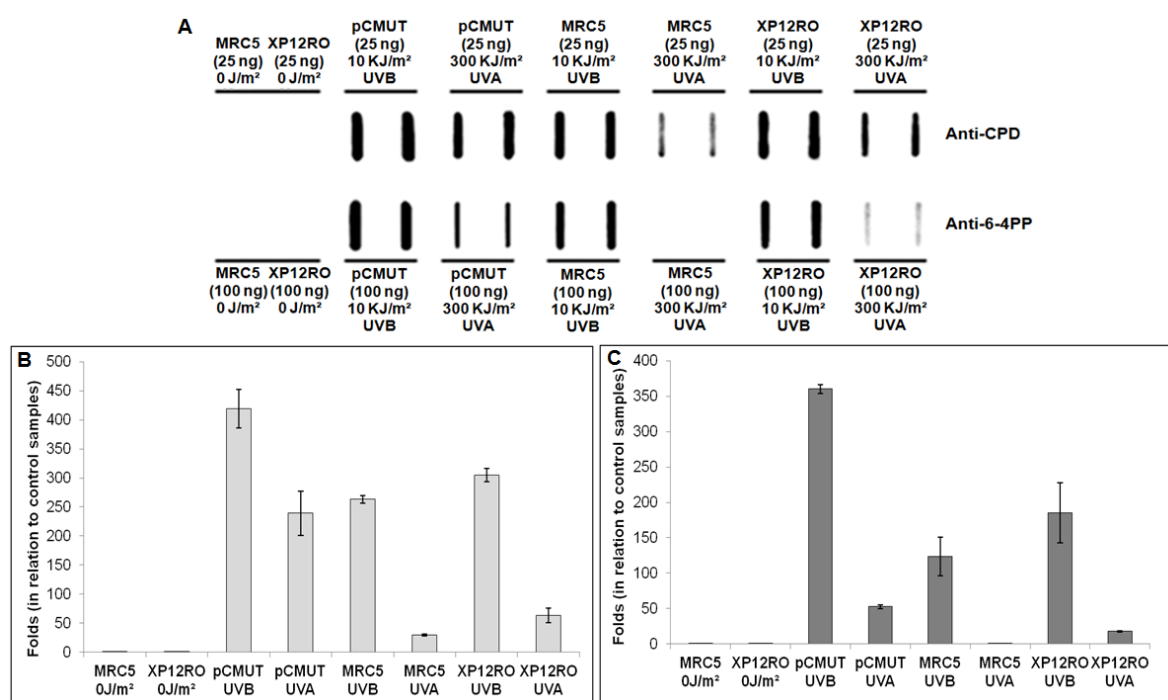 A
MRC5 XP12RO
(25 ng) (25 ng)
0 J/m² 0 J/m²
pCMUT
(25 ng)
10 KJ/m²
UVB
pCMUT
(25 ng)
300 KJ/m²
UVA
MRC5
(25 ng)
10 KJ/m²
UVB
MRC5
(25 ng)
300 KJ/m²
UVA
XP12RO
(25 ng)
10 KJ/m²
UVB
XP12RO
(25 ng)
300 KJ/m²
UVA
Anti-CPD
Anti-6-4PP
MRC5 XP12RO
(100 ng) (100 ng)
0 J/m² 0 J/m²
pCMUT
(100 ng)
10 KJ/m²
UVB
pCMUT
(100 ng)
300 KJ/m²
UVA
MRC5
(100 ng)
10 KJ/m²
UVB
MRC5
(100 ng)
300 KJ/m²
UVA
XP12RO
(100 ng)
10 KJ/m²
UVB
XP12RO
(100 ng)
300 KJ/m²
UVA
B
Folds (in relation to control samples)
500
450
400
350
300
250
200
150
100
50
0
MRC5
0J/m²
XP12RO
0J/m²
pCMUT
UVB
pCMUT
UVA
MRC5
UVB
MRC5
UVA
XP12RO
UVB
XP12RO
UVA
C
Folds (in relation to control samples)
400
350
300
250
200
150
100
50
0
MRC5
0J/m²
XP12RO
0J/m²
pCMUT
UVB
pCMUT
UVA
MRC5
UVB
MRC5
UVA
XP12RO
UVB
XP12RO
UVA